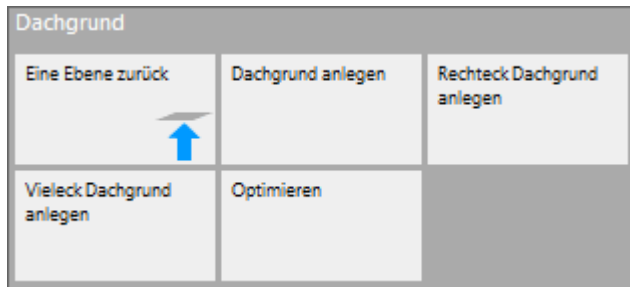 Dachgrund
Eine Ebene zurück
Dachgrund anlegen
Rechteck Dachgrund
anlegen
Vieleck Dachgrund
anlegen
Optimieren